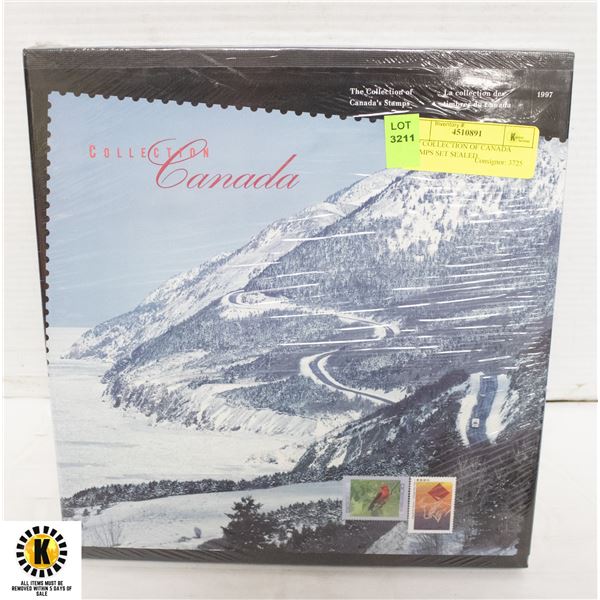 The Collection of
Canada's Stamps
La collection des
timbres du Canada
1997
LOT
3211
Inventory #
4510891
COLLECTION OF CANADA
MPS SET SEALED
Consignor: 3725
COLLECTION
Canada
K
ALL ITEMS MUST BE
REMOVED WITHIN 5 DAYS OF
SALE